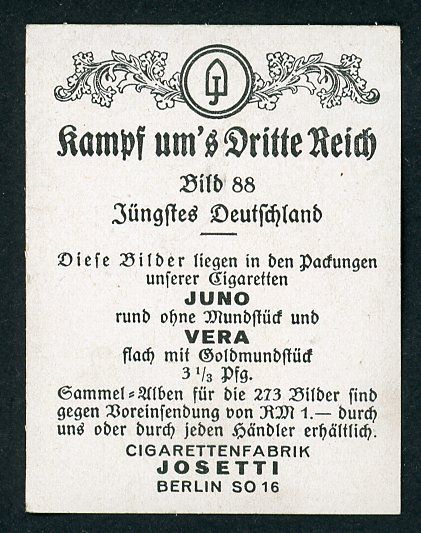 J
Kampf um's Dritte Reich
Bild 88
Jüngstes Deutschland
Diese Bilder liegen in den Packungen
unserer Cigaretten
JUNO
rund ohne Mundstück und
VERA
flach mit Goldmundstück
3 1/3 Pfg.
Sammel=Alben für die 273 Bilder sind
gegen Voreinsendung von RM 1.— durch
uns oder durch jeden Händler erhältlich.
CIGARETTENFABRIK
JOSETTI
BERLIN SO 16